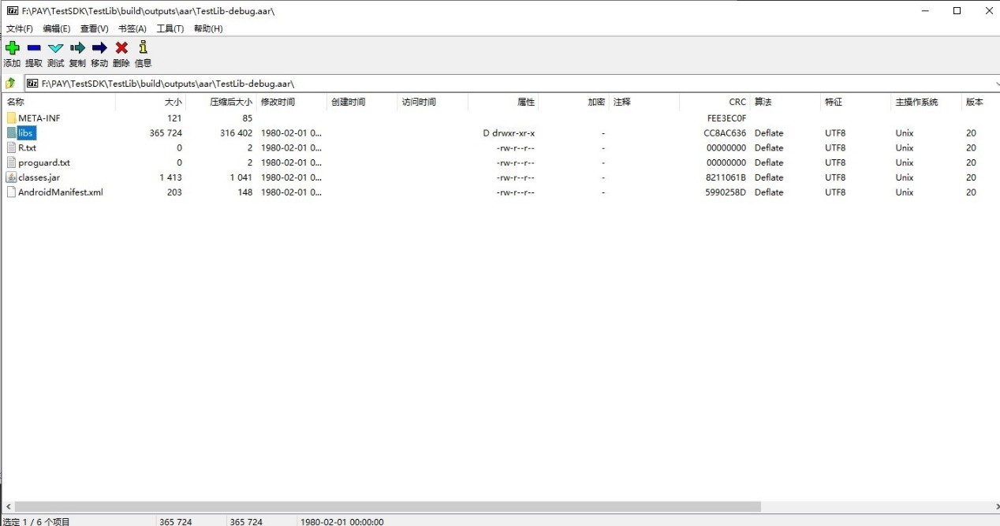 F:\PAY\TestSDK\TestLib\build\outputs\aar\TestLib-debug.aar\
文件(F) 编辑(E) 查看(V) 书签(A) 工具(T) 帮助(H)
添加 提取 测试 复制 移动 删除 信息
F:\PAY\TestSDK\TestLib\build\outputs\aar\TestLib-debug.aar\
名称 大小 压缩后大小 修改时间 创建时间 访问时间 属性 加密 注释 CRC 算法 特征 主操作系统 版本
META-INF 121 85 FEE3EC0F
libs 365 724 316 402 1980-02-01 0... D drwxr-xr-x - CC8AC636 Deflate UTF8 Unix 20
R.txt 0 2 1980-02-01 0... -rw-r--r-- - 00000000 Deflate UTF8 Unix 20
proguard.txt 0 2 1980-02-01 0... -rw-r--r-- - 00000000 Deflate UTF8 Unix 20
classes.jar 1 413 1 041 1980-02-01 0... -rw-r--r-- - 8211061B Deflate UTF8 Unix 20
AndroidManifest.xml 203 148 1980-02-01 0... -rw-r--r-- - 5990258D Deflate UTF8 Unix 20
选定 1 / 6 个项目 365 724 365 724 1980-02-01 00:00:00